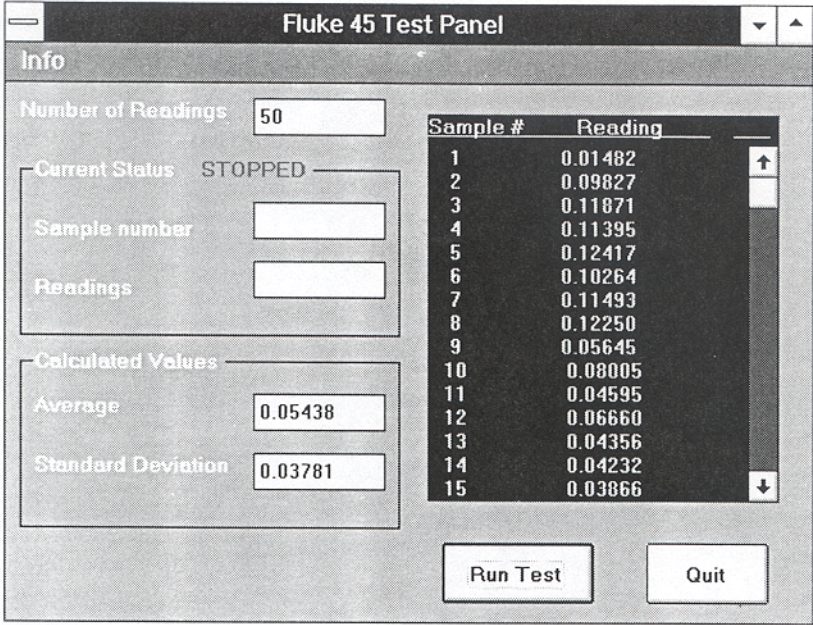 Fluke 45 Test Panel
Info
Number of Readings 50
Current Status STOPPED
Sample number
Readings
Calculated Values
Average 0.05438
Standard Deviation 0.03781
Sample # Reading
1 0.01482
2 0.09827
3 0.11871
4 0.11395
5 0.12417
6 0.10264
7 0.11493
8 0.12250
9 0.05645
10 0.08005
11 0.04595
12 0.06660
13 0.04356
14 0.04232
15 0.03866
Run Test Quit